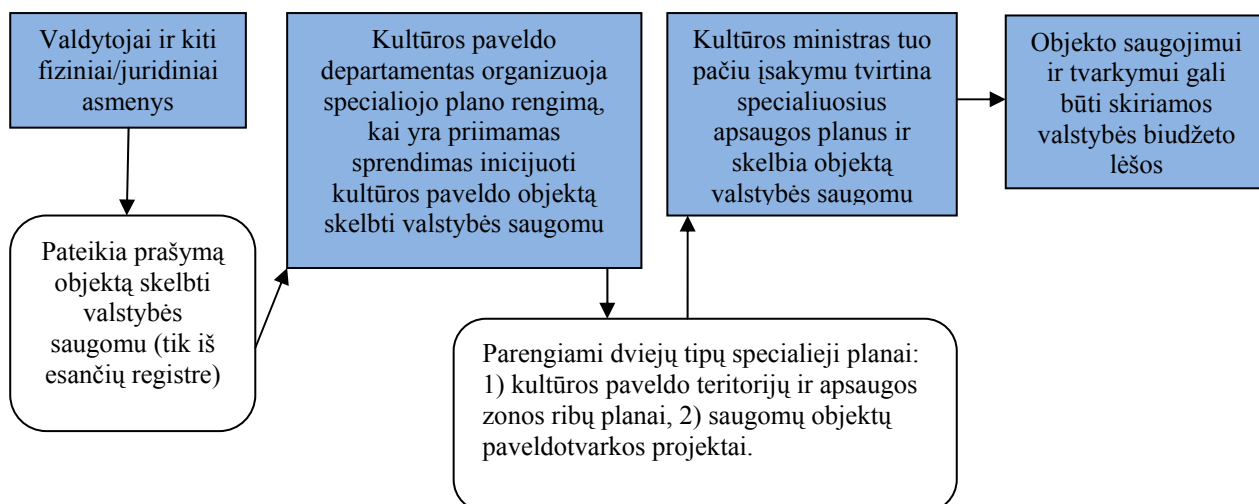 Valdytojai ir kiti
fiziniai/juridiniai
asmenys
Pateikia prašymą
objektą skelbti
valstybės
saugomu (tik iš
esančių registre)
Kultūros paveldo
departamentas organizuoja
specialiojo plano rengimą,
kai yra priimamas
sprendimas inicijuoti
kultūros paveldo objektą
skelbti valstybės saugomu
Parengiami dviejų tipų specialieji planai:
1) kultūros paveldo teritorijų ir apsaugos
zonos ribų planai, 2) saugomų objektų
paveldotvarkos projektai.
Kultūros ministras tuo
pačiu įsakymu tvirtina
specialiuosius
apsaugos planus ir
skelbia objektą
valstybės saugomu
Objekto saugojimui
ir tvarkymui gali
būti skiriamos
valstybės biudžeto
lėšos